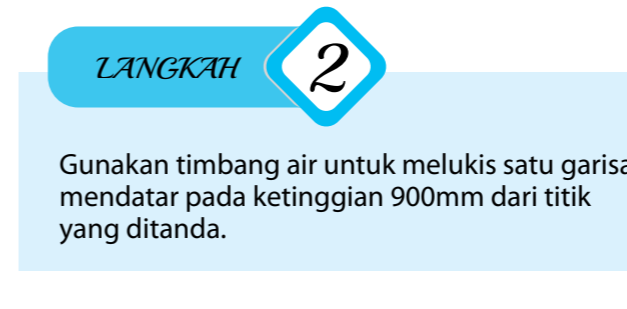 LANGKAH 2
Gunakan timbang air untuk melukis satu garisa
mendatar pada ketinggian 900mm dari titik
yang ditanda.